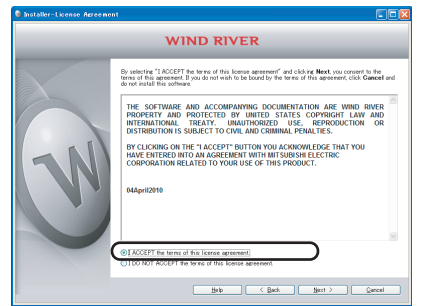 Installer-License Agreement
WIND RIVER
By selecting "I ACCEPT the terms of this license agreement" and clicking Next, you consent to the
terms of this agreement. If you do not wish to be bound by the terms of this agreement, click Cancel and
do not install this software.
THE SOFTWARE AND ACCOMPANYING DOCUMENTATION ARE WIND RIVER
PROPERTY AND PROTECTED BY UNITED STATES COPYRIGHT LAW AND
INTERNATIONAL TREATY. UNAUTHORIZED USE, REPRODUCTION OR
DISTRIBUTION IS SUBJECT TO CIVIL AND CRIMINAL PENALTIES.
BY CLICKING ON THE "I ACCEPT" BUTTON YOU ACKNOWLEDGE THAT YOU
HAVE ENTERED INTO AN AGREEMENT WITH MITSUBISHI ELECTRIC
CORPORATION RELATED TO YOUR USE OF THIS PRODUCT.
04April2010
I ACCEPT the terms of this license agreement.
I DO NOT ACCEPT the terms of this license agreement.
Help < Back Next > Cancel